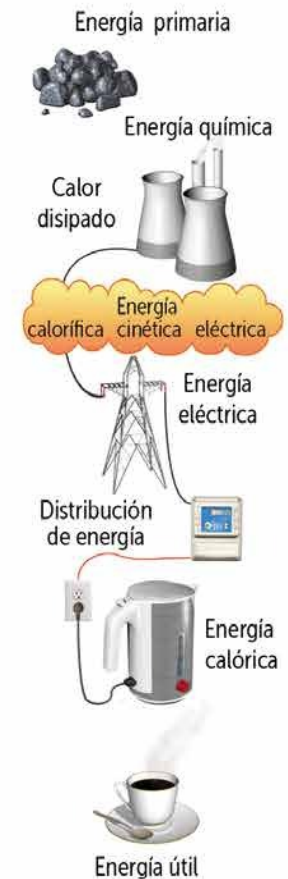 Energía primaria
Energía química
Calor
disipado
Energía
calorífica cinética eléctrica
Energía
eléctrica
Distribución
de energía
Energía
calórica
Energía útil